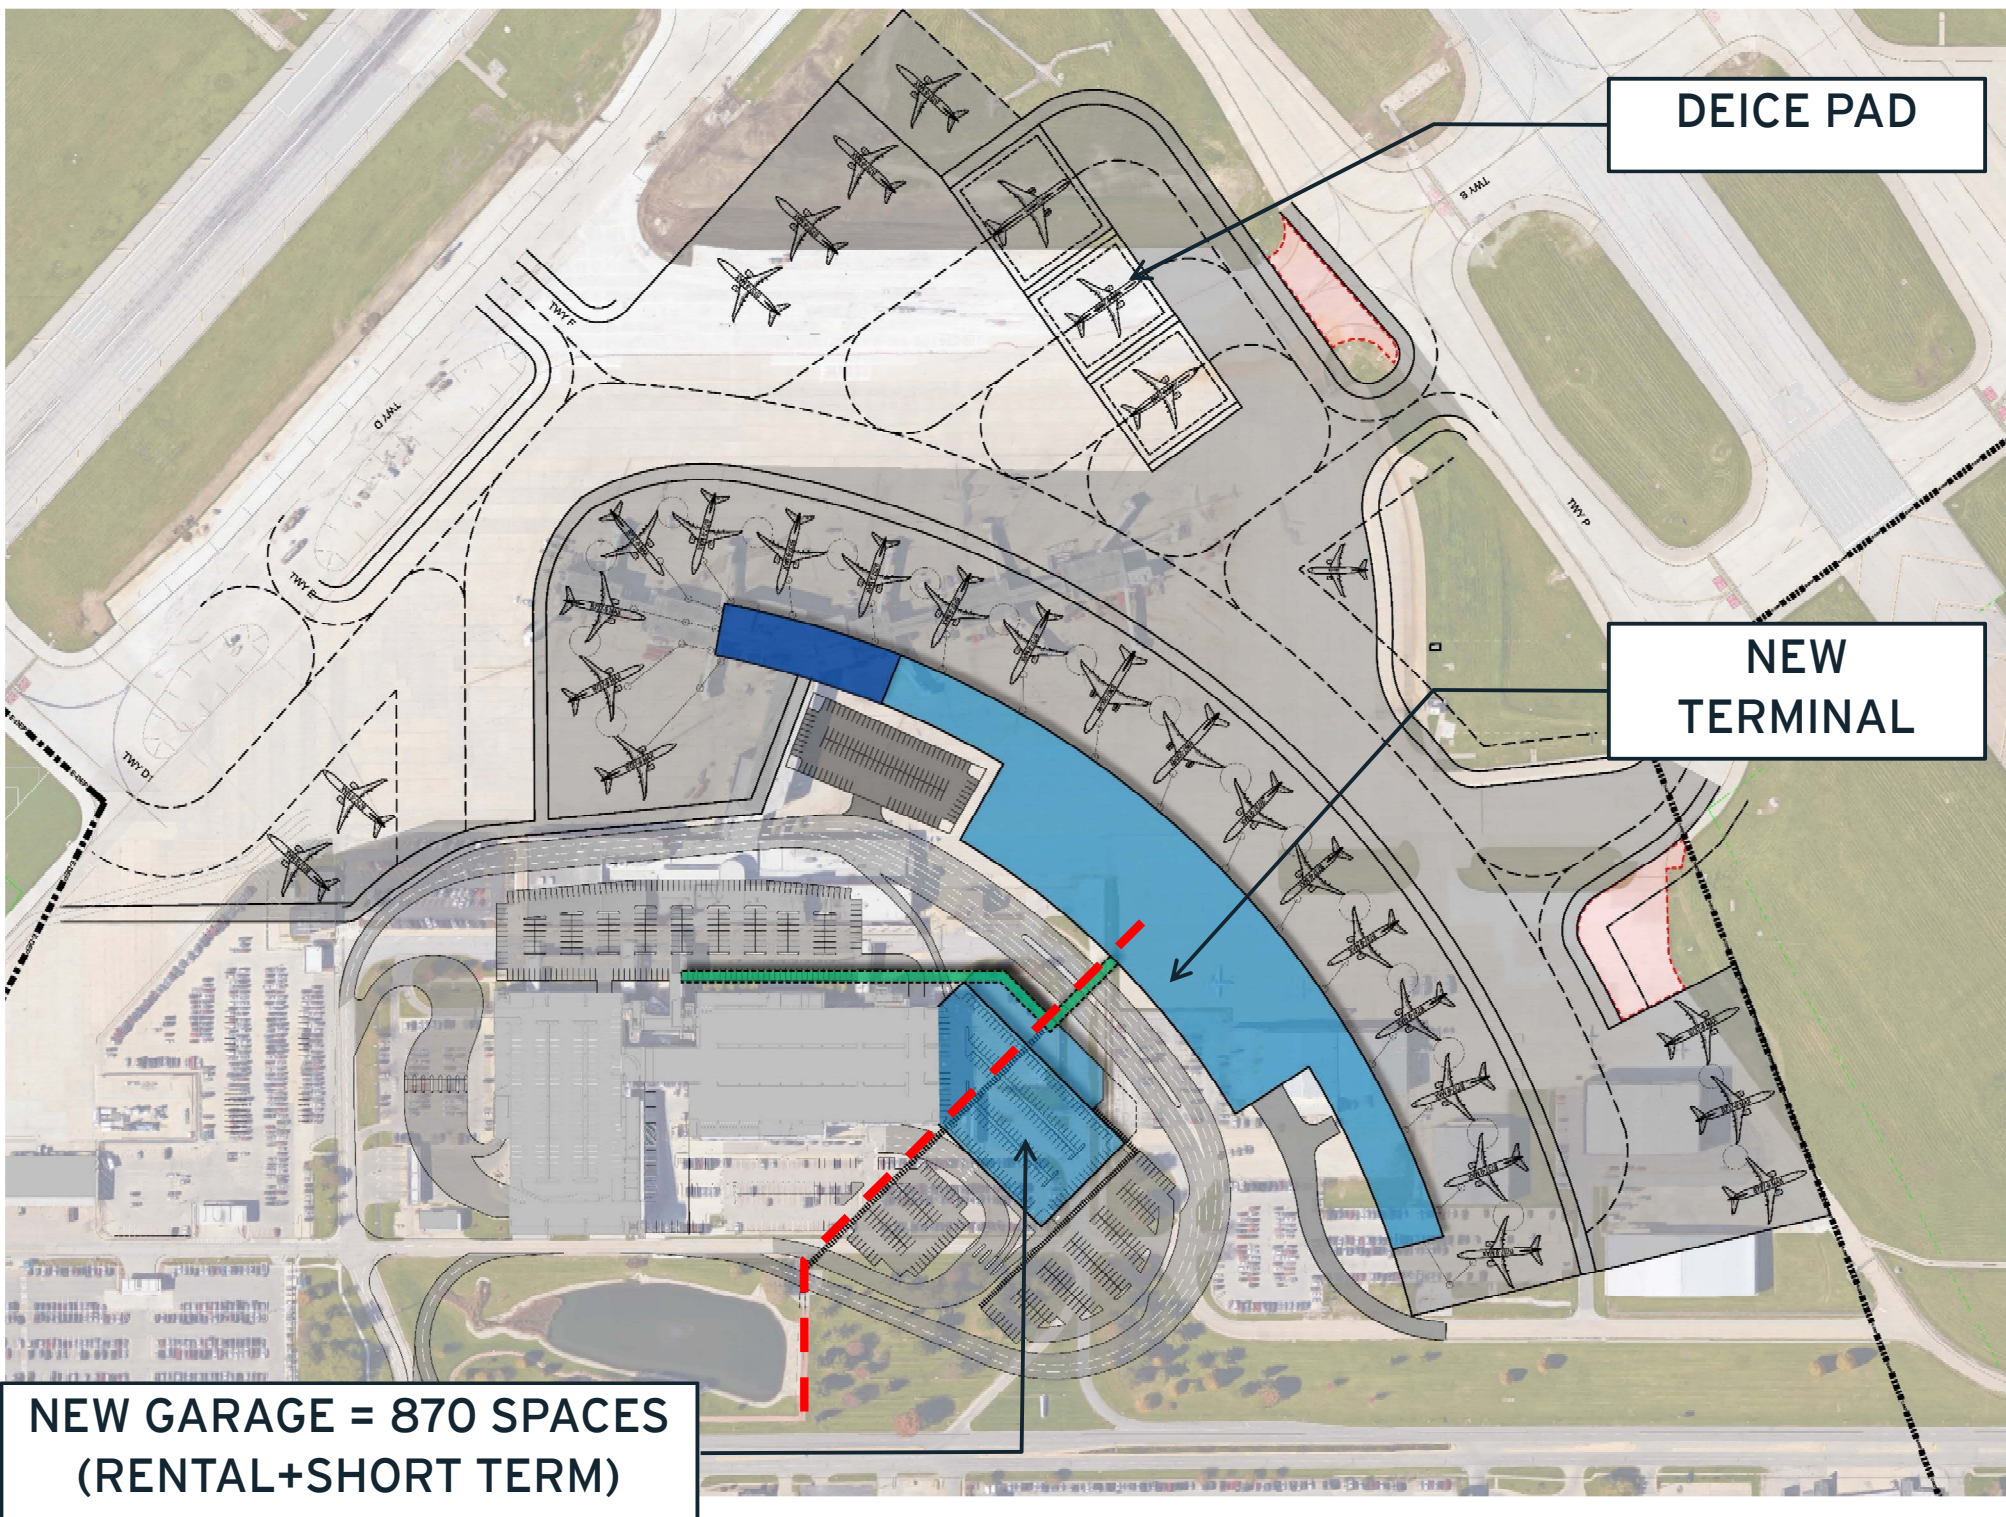 DEICE PAD
TWY B
TWY F
TWY D
TWY P
TWY E
NEW
TERMINAL
TWY D1
NEW GARAGE = 870 SPACES
(RENTAL+SHORT TERM)